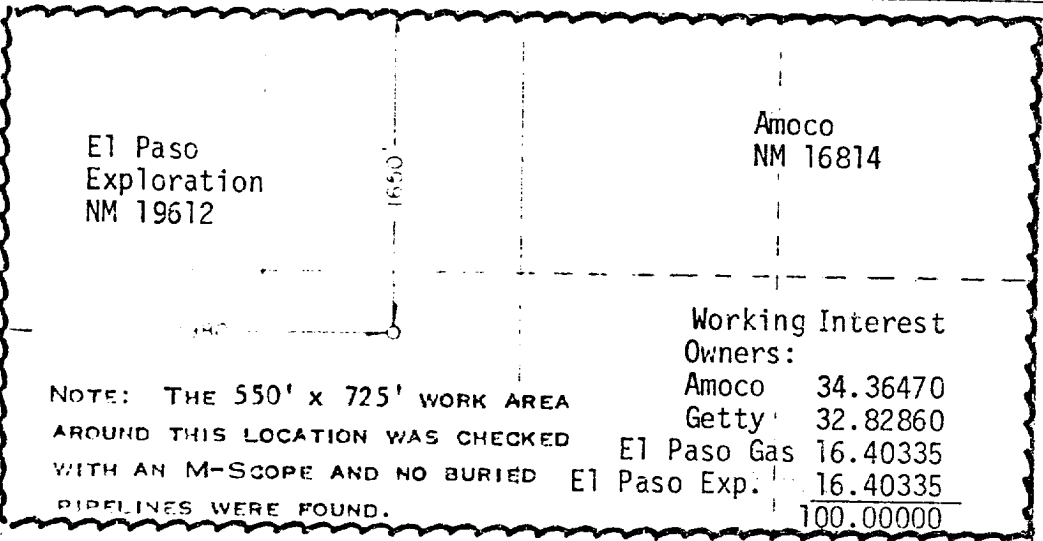 El Paso
Exploration
NM 19612
1650'
Amoco
NM 16814
Working Interest
Owners:
Amoco 34.36470
Getty 32.82860
El Paso Gas 16.40335
El Paso Exp. 16.40335
100.00000
NOTE: THE 550' x 725' WORK AREA
AROUND THIS LOCATION WAS CHECKED
WITH AN M-SCOPE AND NO BURIED
PIPELINES WERE FOUND.